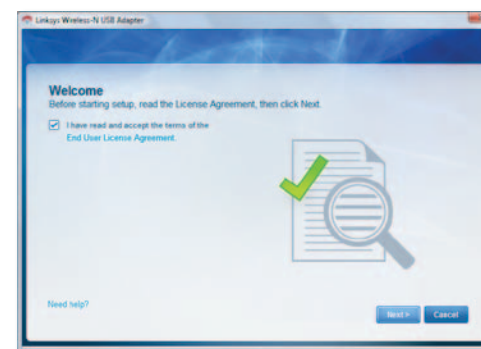 Linksys Wireless-N USB Adapter
Welcome
Before starting setup, read the License Agreement, then click Next.
I have read and accept the terms of the
End User License Agreement.
Need help?
Next >
Cancel